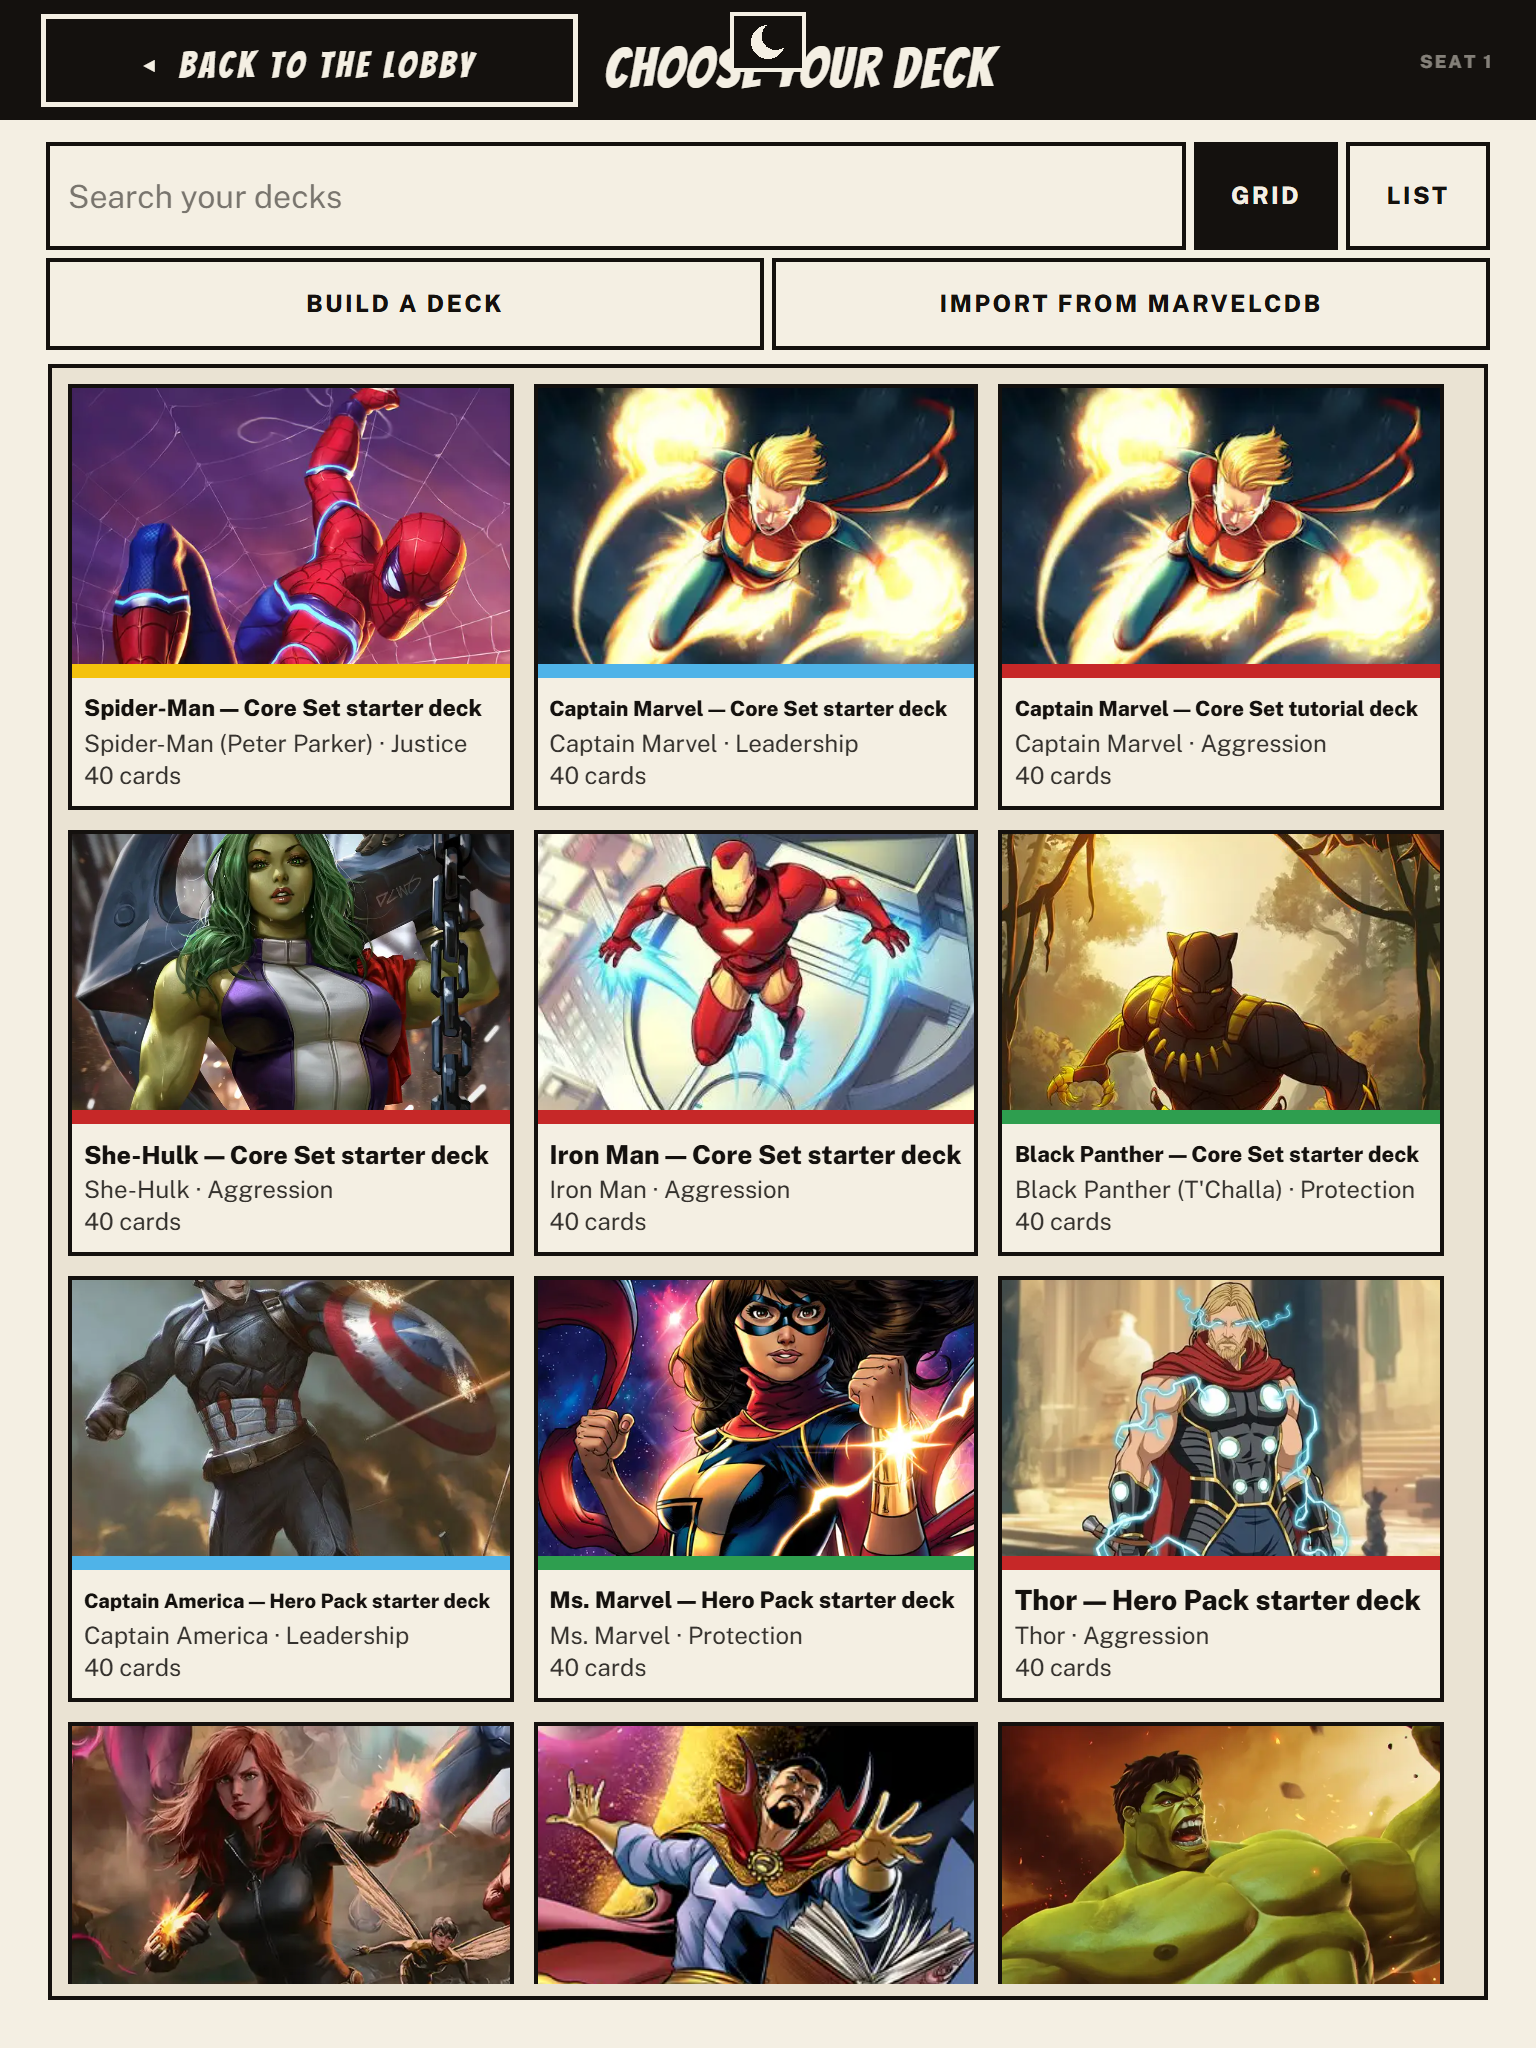 ◄ BACK TO THE LOBBY
CHOOSE YOUR DECK
SEAT 1
Search your decks
GRID
LIST
BUILD A DECK
IMPORT FROM MARVELCDB
Spider-Man — Core Set starter deck
Spider-Man (Peter Parker) · Justice
40 cards
Captain Marvel — Core Set starter deck
Captain Marvel · Leadership
40 cards
Captain Marvel — Core Set tutorial deck
Captain Marvel · Aggression
40 cards
She-Hulk — Core Set starter deck
She-Hulk · Aggression
40 cards
Iron Man — Core Set starter deck
Iron Man · Aggression
40 cards
Black Panther — Core Set starter deck
Black Panther (T'Challa) · Protection
40 cards
Captain America — Hero Pack starter deck
Captain America · Leadership
40 cards
Ms. Marvel — Hero Pack starter deck
Ms. Marvel · Protection
40 cards
Thor — Hero Pack starter deck
Thor · Aggression
40 cards